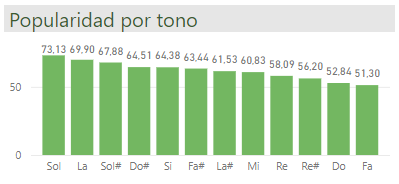 Popularidad por tono
73,13 69,90 67,88 64,51 64,38 63,44 61,53 60,83 58,09 56,20 52,84 51,30
50
0
Sol La Sol# Do# Si Fa# La# Mi Re Re# Do Fa